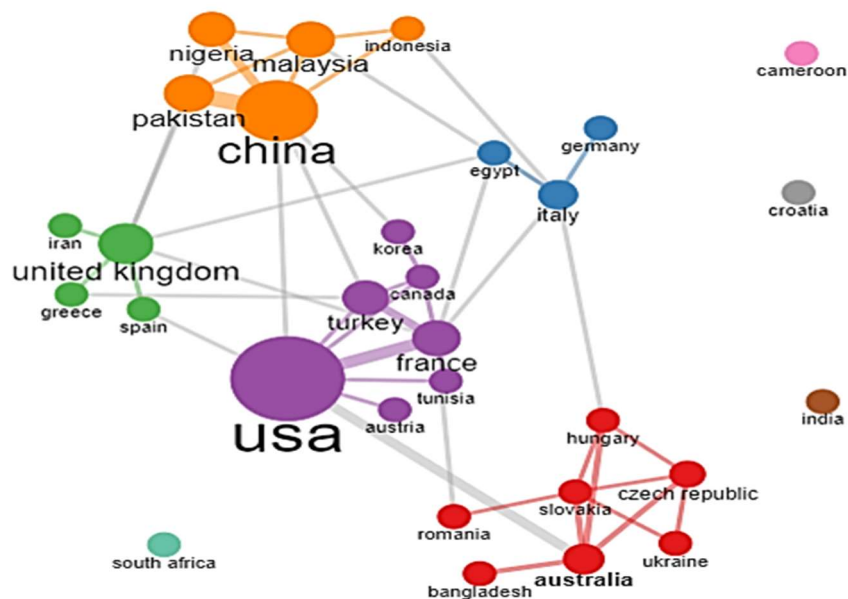 indonesia
nigeria
malaysia
cameroon
pakistan
china
germany
egypt
croatia
italy
iran
korea
united kingdom
canada
greece
turkey
spain
france
tunisia
india
austria
usa
hungary
czech republic
slovakia
romania
ukraine
south africa
australia
bangladesh